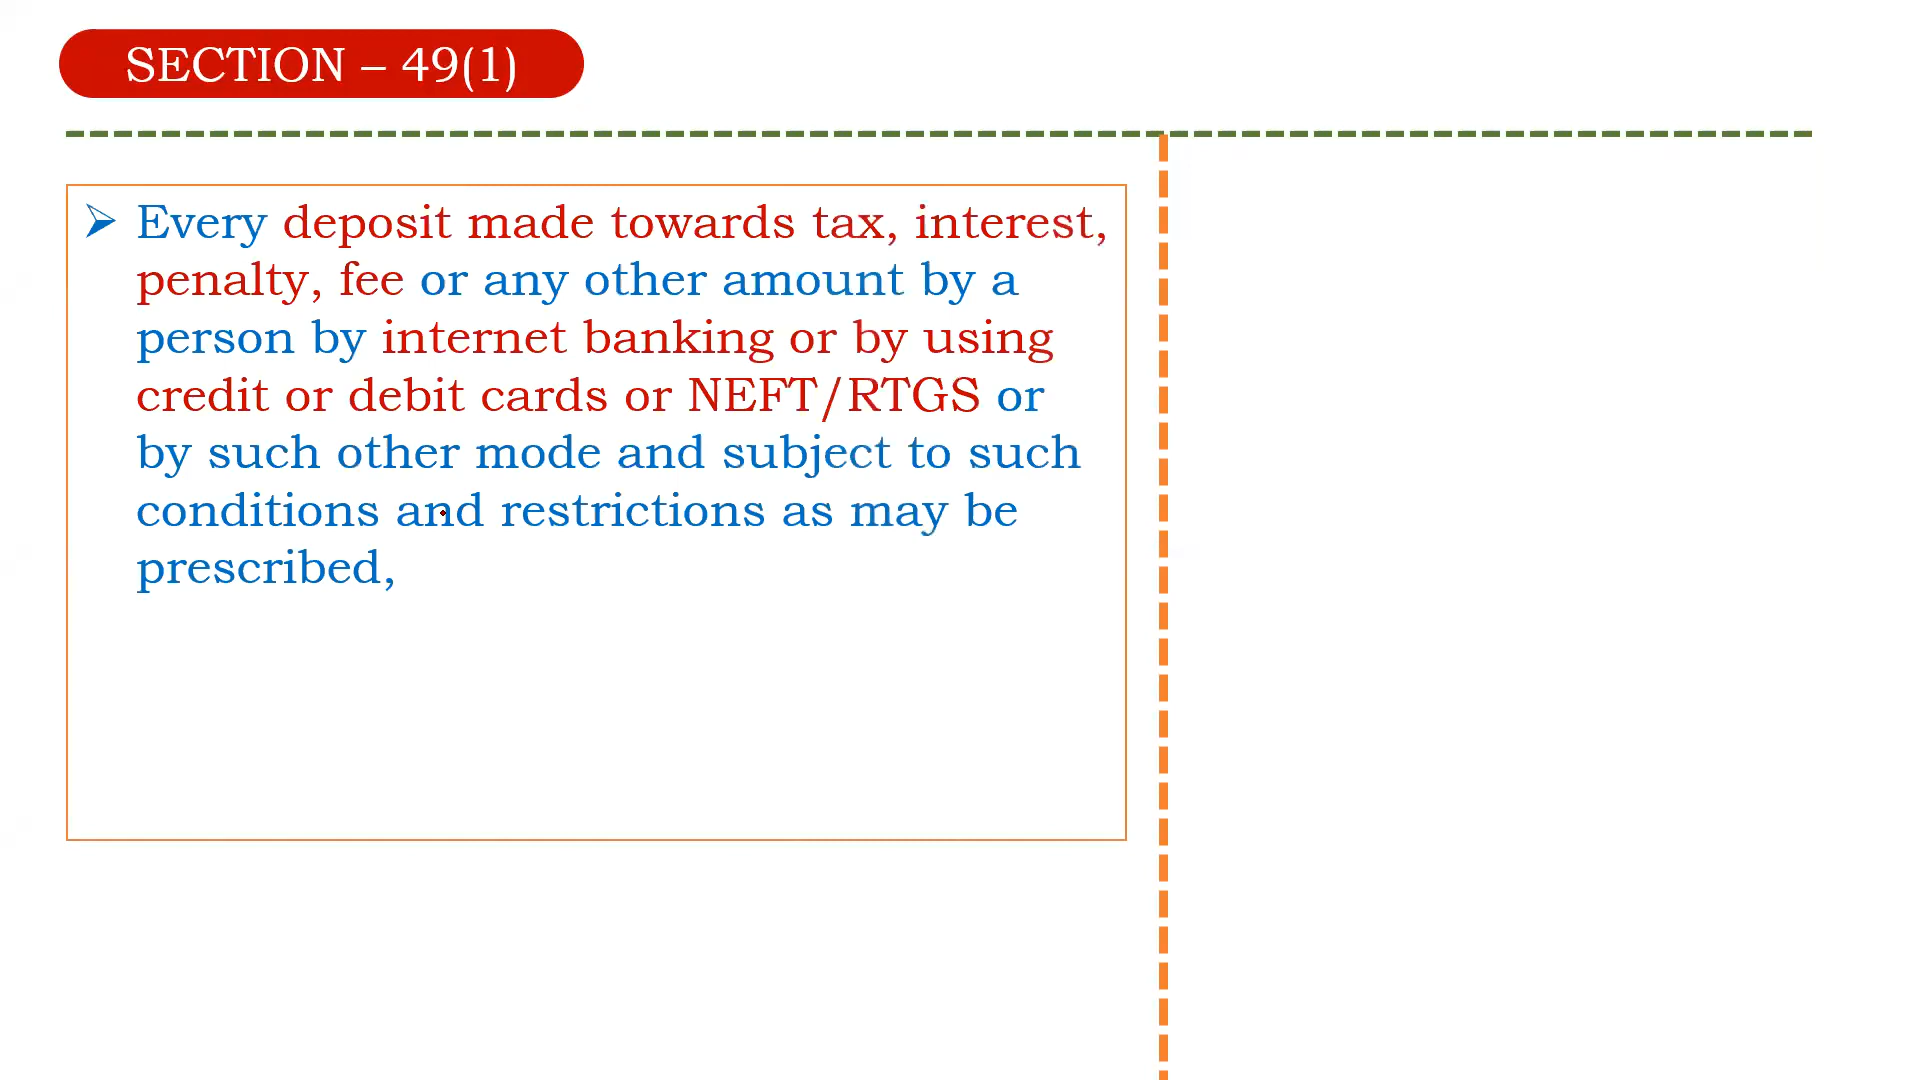 SECTION – 49(1)
➢ Every deposit made towards tax, interest,
penalty, fee or any other amount by a
person by internet banking or by using
credit or debit cards or NEFT/RTGS or
by such other mode and subject to such
conditions and restrictions as may be
prescribed,